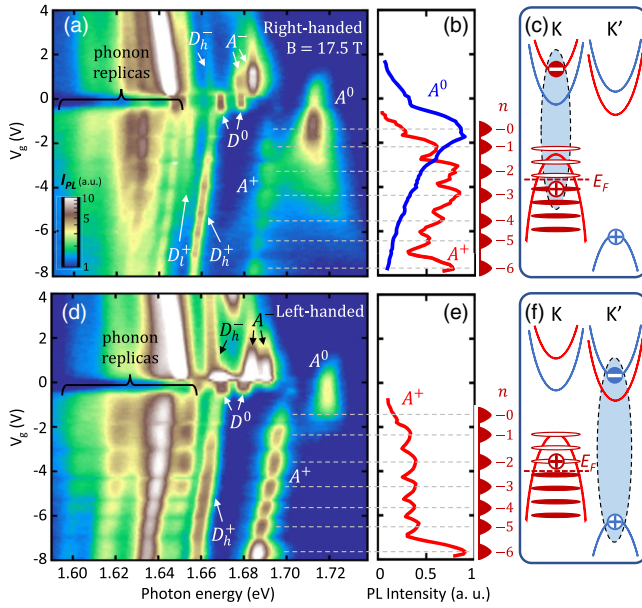 (a)
D_h^- A^-
Right-handed
B = 17.5 T
phonon
replicas
A^0
D^0
I_PL (a.u.)
10
5
1
A^+
D_l^+
D_h^+
V_g (V)
4
2
0
-2
-4
-6
8
(b)
A^0
A^+
n
-0
-1
-2
-3
-5
-4
-6
(c)
K K'
E_F
(d)
Left-handed
D_h^- A^-
phonon
replicas
A^0
D^0
A^+
D_h^+
V_g (V)
4
2
0
-2
-4
-6
-8
1.60 1.62 1.64 1.66 1.68 1.70 1.72
Photon energy (eV)
(e)
A^+
n
-0
-1
-2
-3
-4
-5
-6
0 0.5 1
PL Intensity (a. u.)
(f)
K K'
E_F